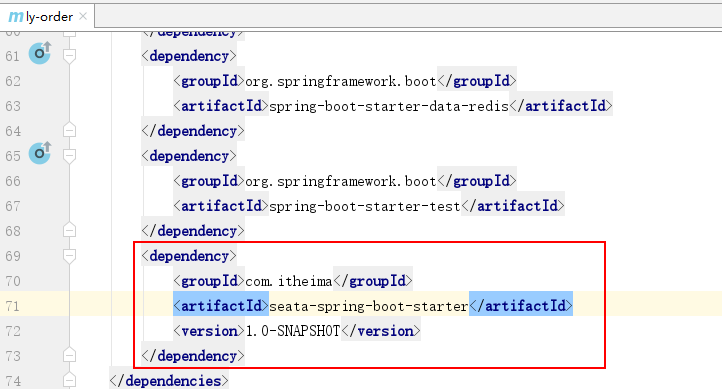 m ly-order ×
61 <dependency>
62 <groupId>org.springframework.boot</groupId>
63 <artifactId>spring-boot-starter-data-redis</artifactId>
64 </dependency>
65 <dependency>
66 <groupId>org.springframework.boot</groupId>
67 <artifactId>spring-boot-starter-test</artifactId>
68 </dependency>
69 <dependency>
70 <groupId>com.itheima</groupId>
71 <artifactId>seata-spring-boot-starter</artifactId>
72 <version>1.0-SNAPSHOT</version>
73 </dependency>
74 </dependencies>